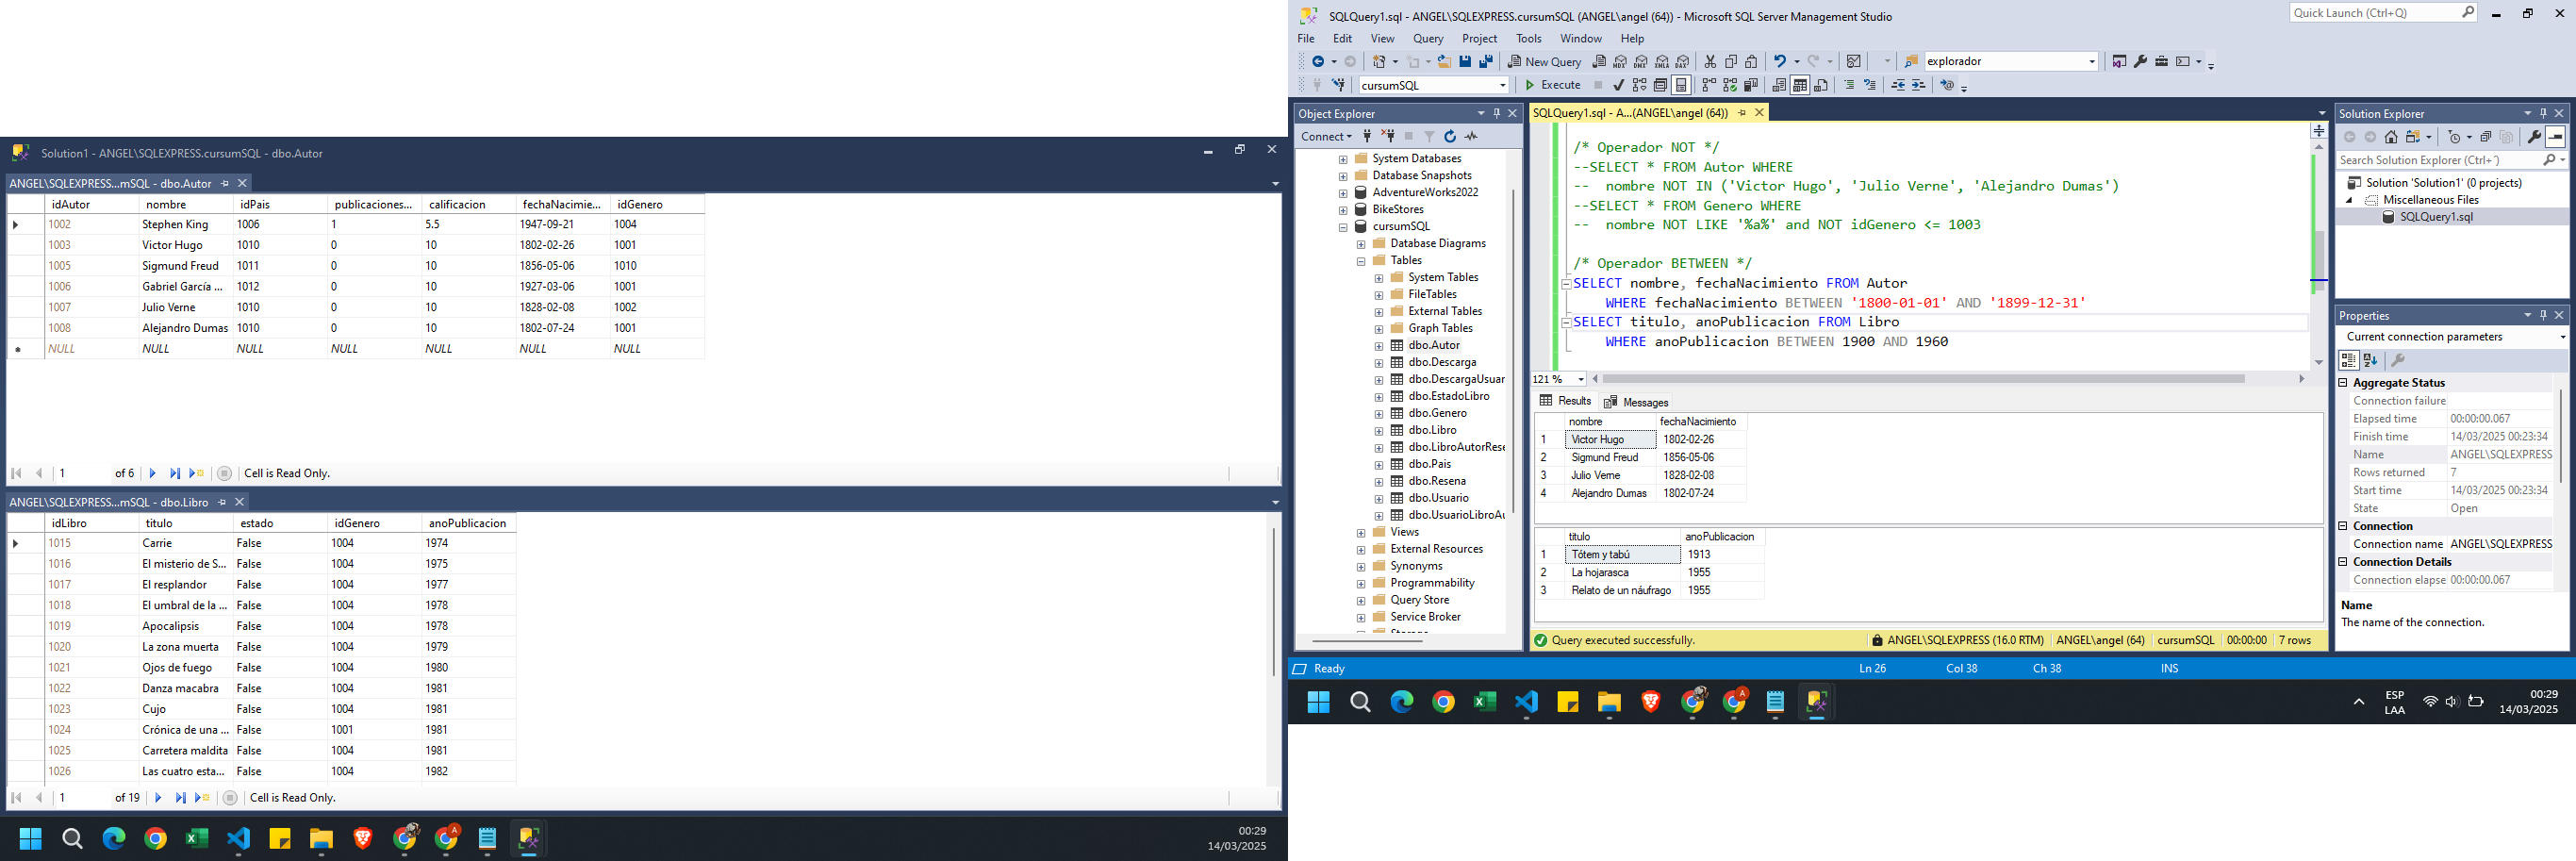 Solution1 - ANGEL\SQLEXPRESS.cursumSQL - dbo.Autor
ANGEL\SQLEXPRESS...mSQL - dbo.Autor
idAutor nombre idPais publicaciones... calificacion fechaNacimie... idGenero
1002 Stephen King 1006 1 5.5 1947-09-21 1004
1003 Victor Hugo 1010 0 10 1802-02-26 1001
1005 Sigmund Freud 1011 0 10 1856-05-06 1010
1006 Gabriel García ... 1012 0 10 1927-03-06 1001
1007 Julio Verne 1010 0 10 1828-02-08 1002
1008 Alejandro Dumas 1010 0 10 1802-07-24 1001
NULL NULL NULL NULL NULL NULL NULL
1 of 6 Cell is Read Only.
ANGEL\SQLEXPRESS...mSQL - dbo.Libro
idLibro titulo estado idGenero anoPublicacion
1015 Carrie False 1004 1974
1016 El misterio de S... False 1004 1975
1017 El resplandor False 1004 1977
1018 El umbral de la ... False 1004 1978
1019 Apocalipsis False 1004 1978
1020 La zona muerta False 1004 1979
1021 Ojos de fuego False 1004 1980
1022 Danza macabra False 1004 1981
1023 Cujo False 1004 1981
1024 Crónica de una ... False 1001 1981
1025 Carretera maldita False 1004 1981
1026 Las cuatro esta... False 1004 1982
1 of 19 Cell is Read Only.
00:29
14/03/2025
SQLQuery1.sql - ANGEL\SQLEXPRESS.cursumSQL (ANGEL\angel (64)) - Microsoft SQL Server Management Studio
Quick Launch (Ctrl+Q)
File Edit View Query Project Tools Window Help
New Query MDX DMX XMLA DAX explorador
cursumSQL Execute
Object Explorer
Connect
System Databases
Database Snapshots
AdventureWorks2022
BikeStores
cursumSQL
Database Diagrams
Tables
System Tables
FileTables
External Tables
Graph Tables
dbo.Autor
dbo.Descarga
dbo.DescargaUsuar
dbo.EstadoLibro
dbo.Genero
dbo.Libro
dbo.LibroAutorRese
dbo.Pais
dbo.Resena
dbo.Usuario
dbo.UsuarioLibroAu
Views
External Resources
Synonyms
Programmability
Query Store
Service Broker
Storage
SQLQuery1.sql - A...(ANGEL\angel (64))
/* Operador NOT */
--SELECT * FROM Autor WHERE
--  nombre NOT IN ('Victor Hugo', 'Julio Verne', 'Alejandro Dumas')
--SELECT * FROM Genero WHERE
--  nombre NOT LIKE '%a%' and NOT idGenero <= 1003
/* Operador BETWEEN */
SELECT nombre, fechaNacimiento FROM Autor
WHERE fechaNacimiento BETWEEN '1800-01-01' AND '1899-12-31'
SELECT titulo, anoPublicacion FROM Libro
WHERE anoPublicacion BETWEEN 1900 AND 1960
121 %
Results Messages
nombre fechaNacimiento
1 Victor Hugo 1802-02-26
2 Sigmund Freud 1856-05-06
3 Julio Verne 1828-02-08
4 Alejandro Dumas 1802-07-24
titulo anoPublicacion
1 Tótem y tabú 1913
2 La hojarasca 1955
3 Relato de un náufrago 1955
Query executed successfully. ANGEL\SQLEXPRESS (16.0 RTM) ANGEL\angel (64) cursumSQL 00:00:00 7 rows
Solution Explorer
Search Solution Explorer (Ctrl+´)
Solution 'Solution1' (0 projects)
Miscellaneous Files
SQLQuery1.sql
Properties
Current connection parameters
Aggregate Status
Connection failure
Elapsed time 00:00:00.067
Finish time 14/03/2025 00:23:34
Name ANGEL\SQLEXPRESS
Rows returned 7
Start time 14/03/2025 00:23:34
State Open
Connection
Connection name ANGEL\SQLEXPRESS
Connection Details
Connection elapse 00:00:00.067
Name
The name of the connection.
Ready Ln 26 Col 38 Ch 38 INS
ESP
LAA
00:29
14/03/2025